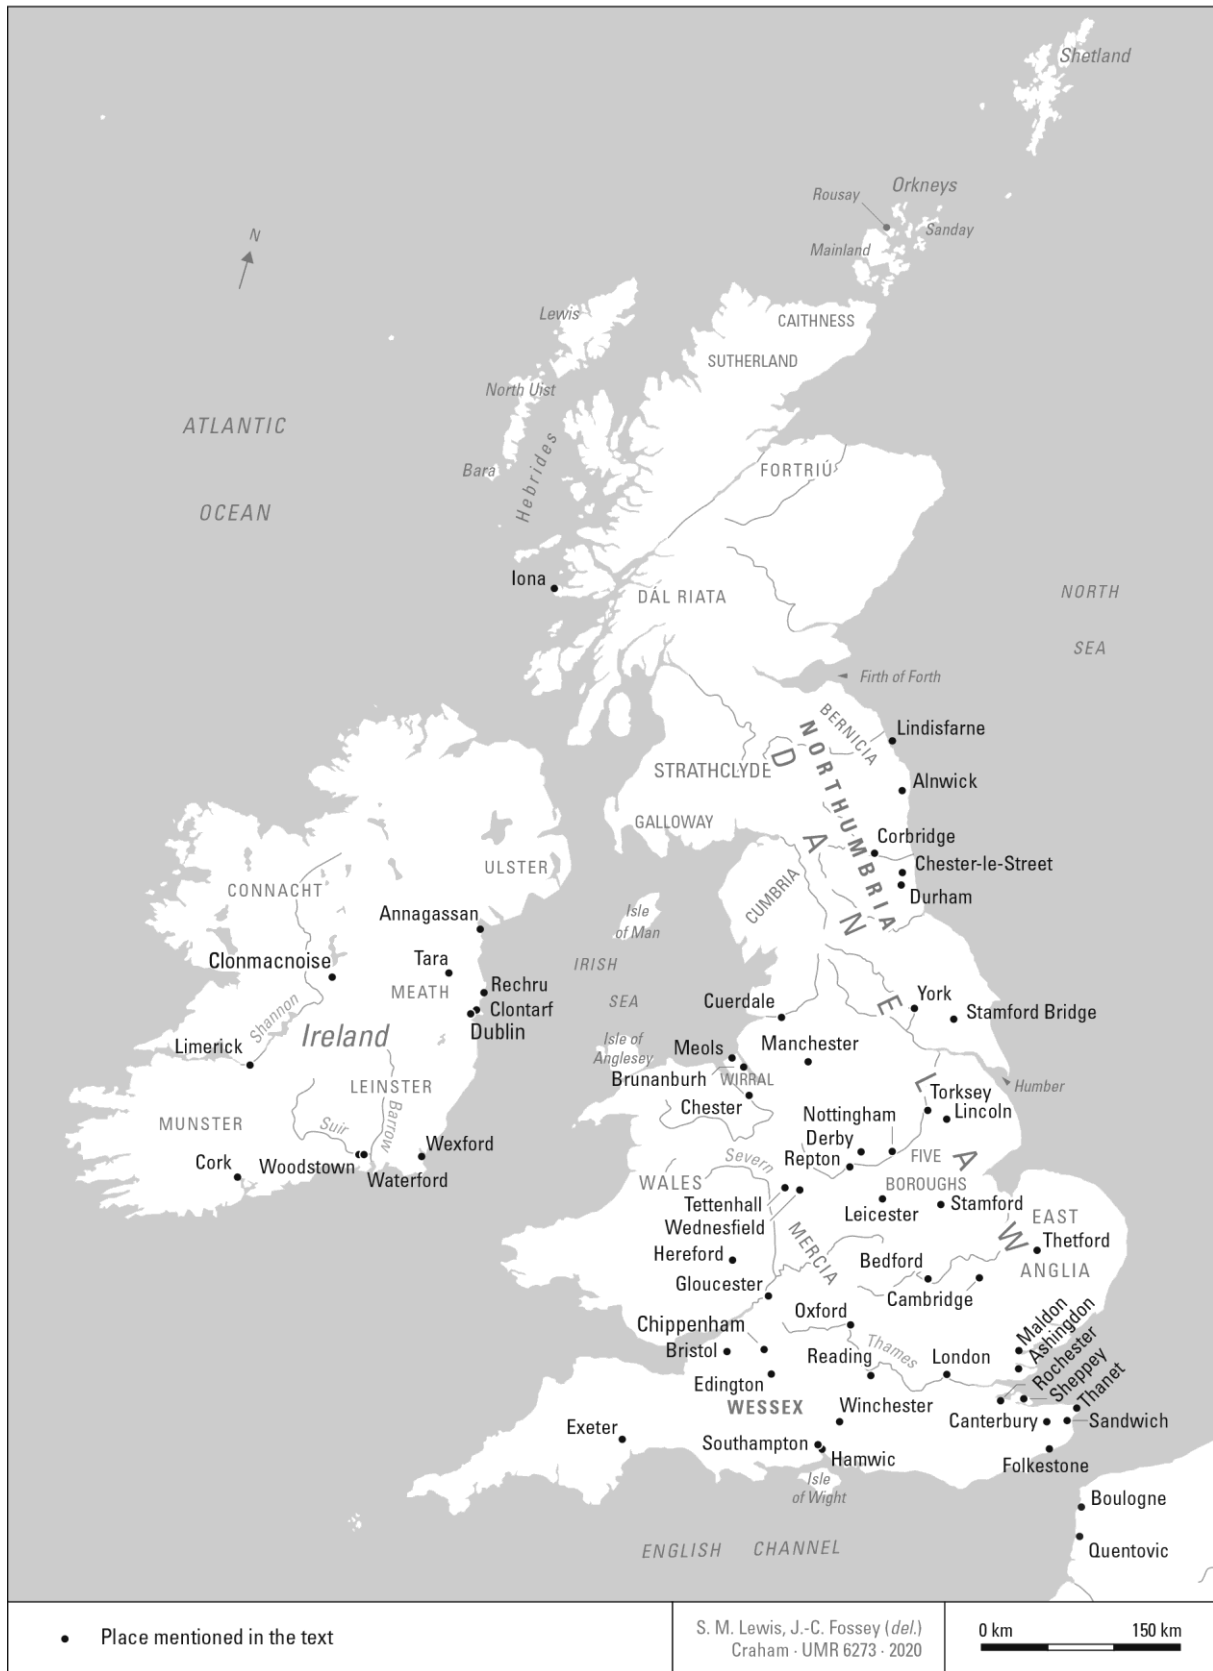 Shetland
Orkneys
Rousay
Sanday
Mainland
N
Lewis
CAITHNESS
SUTHERLAND
North Uist
ATLANTIC
OCEAN
Bara
Hebrides
FORTRIÚ
Iona
DÁL RIATA
NORTH
SEA
Firth of Forth
BERNICIA
Lindisfarne
NORTHUMBRIA
DANELAW
STRATHCLYDE
Alnwick
GALLOWAY
Corbridge
Chester-le-Street
Durham
ULSTER
CONNACHT
CUMBRIA
Annagassan
Isle
of Man
Clonmacnoise
Tara
IRISH
SEA
MEATH
Rechru
Clontarf
Dublin
Shannon
Ireland
Cuerdale
York
Stamford Bridge
Limerick
Isle of
Anglesey
Meols
Manchester
Brunanburh
WIRRAL
Humber
LEINSTER
Chester
Torksey
Lincoln
MUNSTER
Suir
Barrow
Nottingham
Derby
Repton
FIVE
BOROUGHS
Wexford
Cork
Woodstown
Waterford
Severn
WALES
Tettenhall
Wednesfield
Leicester
Stamford
EAST
ANGLIA
MERCIA
Thetford
Hereford
Bedford
Gloucester
Cambridge
Oxford
Chippenham
Bristol
Reading
Thames
London
Maldon
Ashingdon
Rochester
Sheppey
Thanet
Edington
WESSEX
Winchester
Canterbury
Sandwich
Exeter
Southampton
Hamwic
Folkestone
Isle
of Wight
Boulogne
ENGLISH CHANNEL
Quentovic
Place mentioned in the text
S. M. Lewis, J.-C. Fossey (del.)
Craham · UMR 6273 · 2020
0 km 150 km